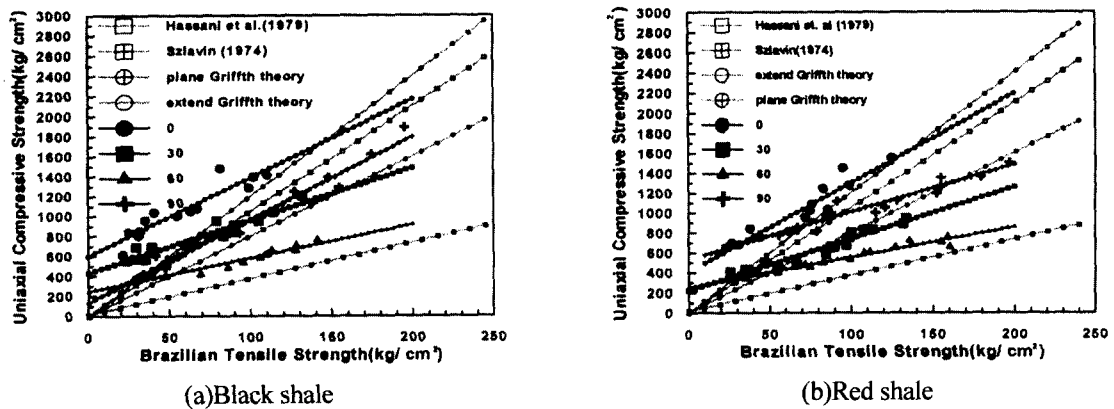 Uniaxial Compressive Strength(kg/ cm²)
3000
2800
2600
2400
2200
2000
1800
1600
1400
1200
1000
800
600
400
200
0
Hassani et al.(1979)
Szlavin (1974)
plane Griffth theory
extend Griffth theory
0
30
60
90
0 50 100 150 200 250
Brazilian Tensile Strength(kg/ cm²)
(a)Black shale
Uniaxial Compressive Strength(kg/ cm²)
3000
2800
2600
2400
2200
2000
1800
1600
1400
1200
1000
800
600
400
200
0
Hassani et. al (1979)
Szlavin(1974)
extend Griffth theory
plane Griffth theory
0
30
60
90
0 50 100 150 200 250
Brazilian Tensile Strength(kg/ cm²)
(b)Red shale